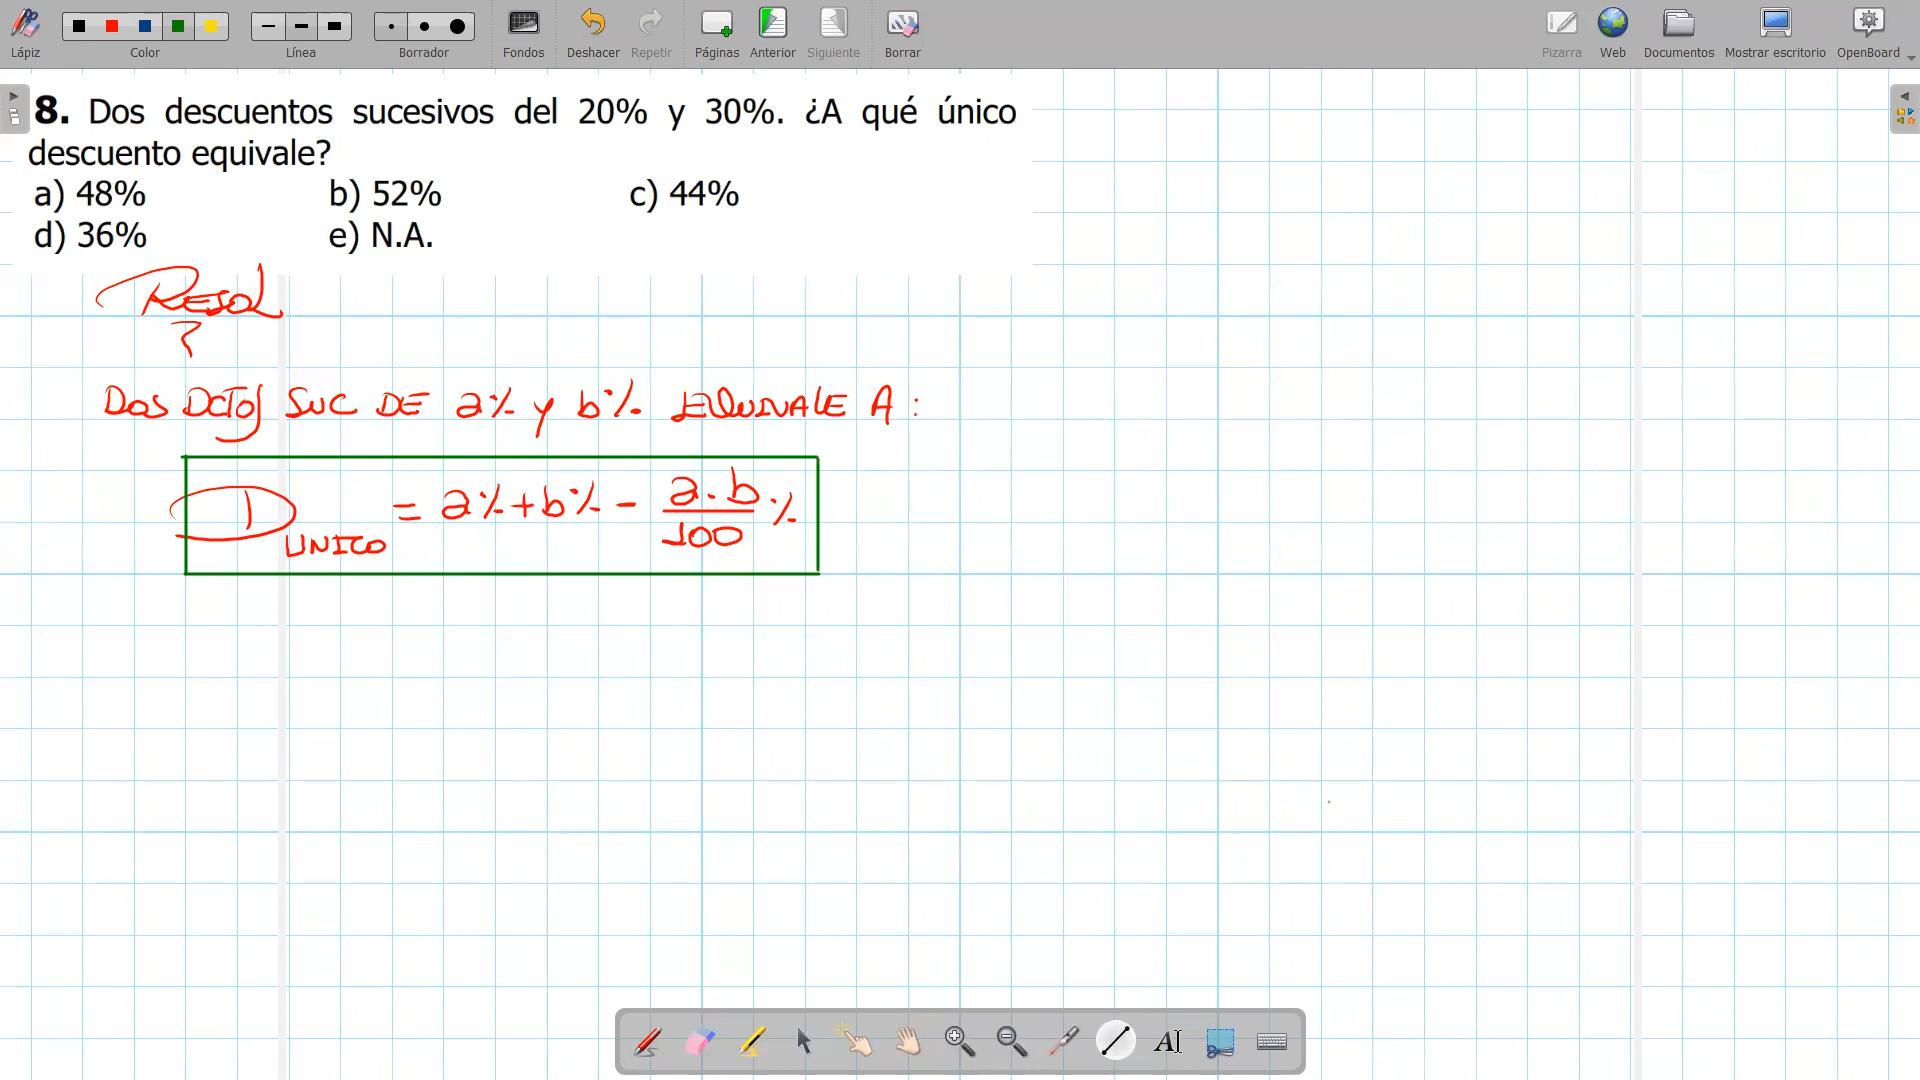 Lápiz
Color
Línea
Borrador
Fondos
Deshacer
Repetir
Páginas
Anterior
Siguiente
Borrar
Pizarra
Web
Documentos
Mostrar escritorio
OpenBoard
8. Dos descuentos sucesivos del 20% y 30%. ¿A qué único
descuento equivale?
a) 48% b) 52% c) 44%
d) 36% e) N.A.
RESOL
DOS DCTOS SUC DE a% y b% EQUIVALE A:
D UNICO = a% + b% - a.b/100 %